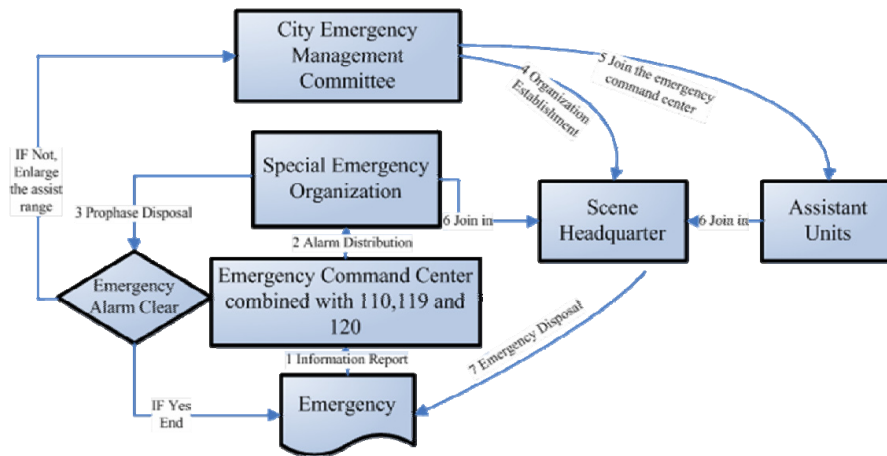 City Emergency
Management
Committee
5 Join the emergency
command center
4 Organization
Establishment
IF Not,
Enlarge
the assist
range
Special Emergency
Organization
3 Prophase Disposal
6 Join in
Scene
Headquarter
6 Join in
Assistant
Units
2 Alarm Distribution
Emergency
Alarm Clear
Emergency Command Center
combined with 110,119 and
120
1 Information Report
7 Emergency Disposal
IF Yes
End
Emergency